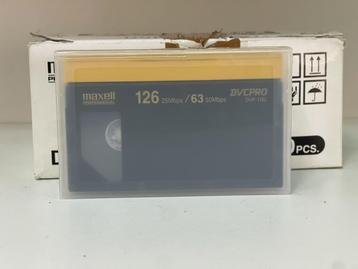 maxell
PROFESSIONAL
126 25Mbps / 63 50Mbps
DVCPRO
PCS.